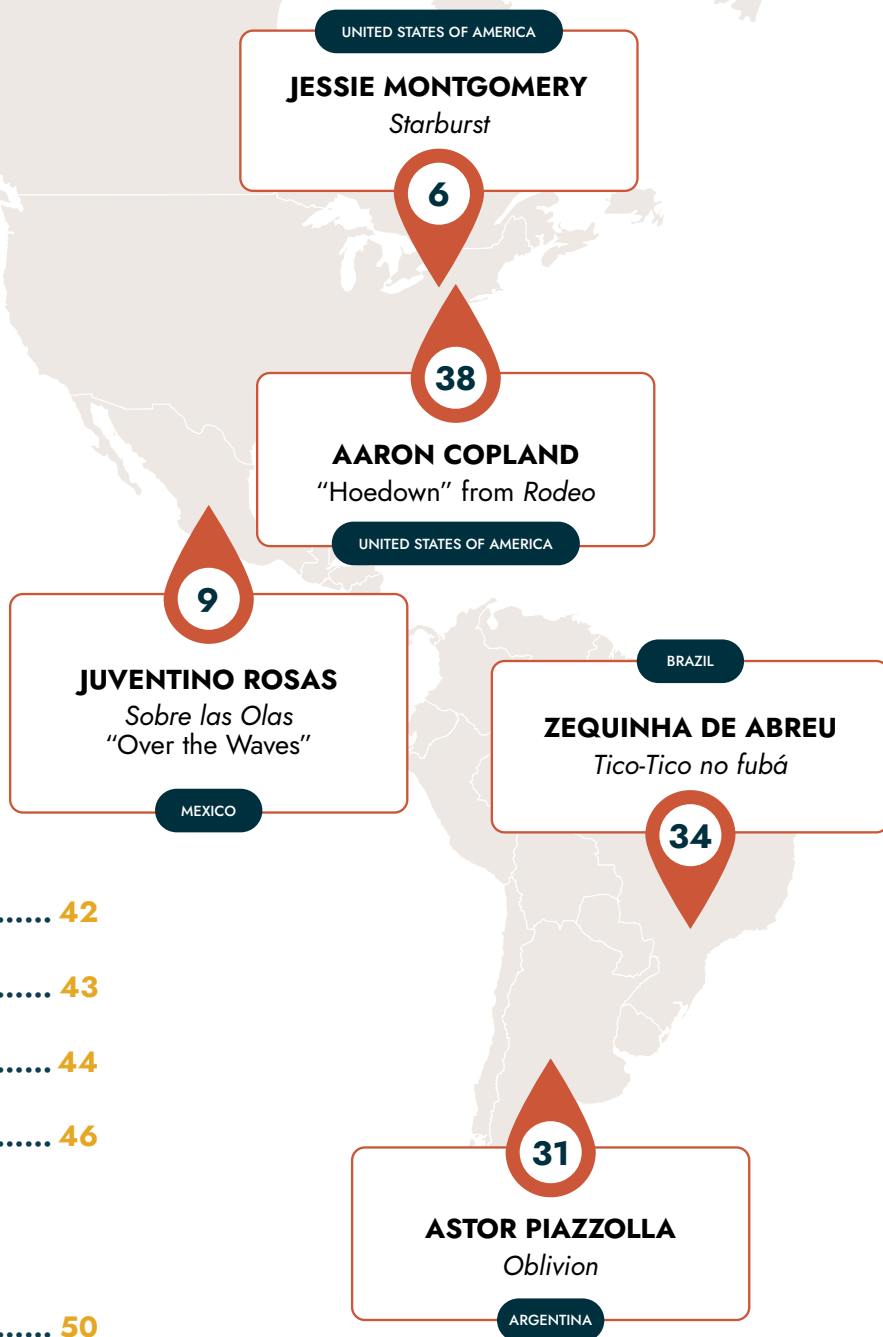 UNITED STATES OF AMERICA
JESSIE MONTGOMERY
Starburst
6
38
AARON COPLAND
“Hoedown” from Rodeo
UNITED STATES OF AMERICA
9
JUVENTINO ROSAS
Sobre las Olas
“Over the Waves”
MEXICO
BRAZIL
ZEQUINHA DE ABREU
Tico-Tico no fubá
34
...... 42
...... 43
...... 44
...... 46
31
ASTOR PIAZZOLLA
Oblivion
ARGENTINA
...... 50